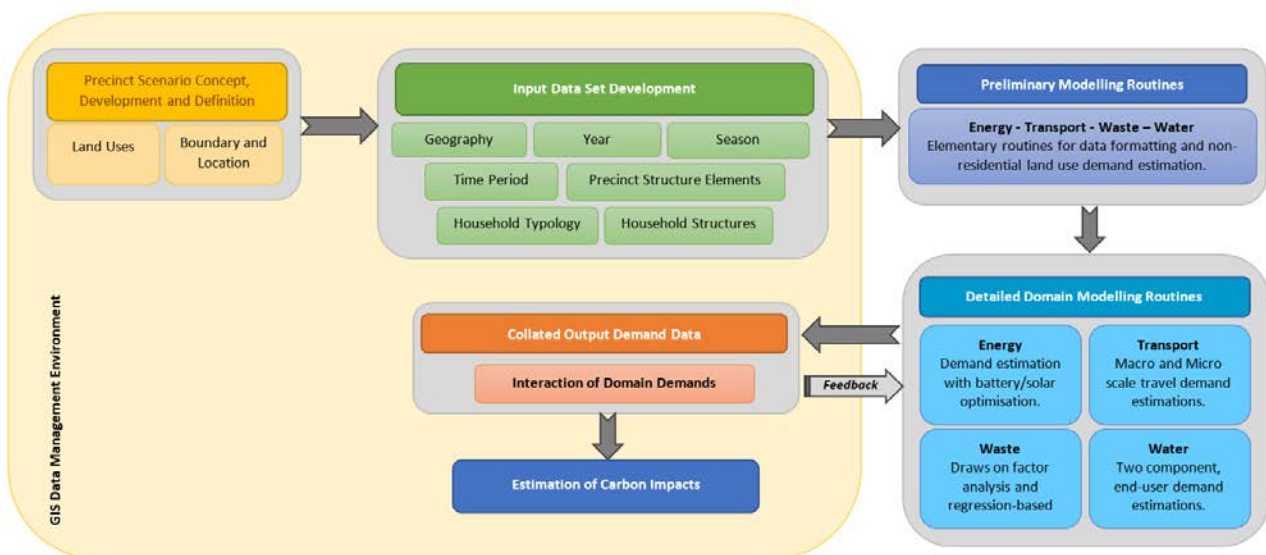 Precinct Scenario Concept,
Development and Definition
Land Uses
Boundary and
Location
Input Data Set Development
Geography
Year
Season
Time Period
Precinct Structure Elements
Household Typology
Household Structures
Preliminary Modelling Routines
Energy - Transport - Waste – Water
Elementary routines for data formatting and non-
residential land use demand estimation.
Detailed Domain Modelling Routines
Energy
Demand estimation
with battery/solar
optimisation.
Transport
Macro and Micro
scale travel demand
estimations.
Waste
Draws on factor
analysis and
regression-based
Water
Two component,
end-user demand
estimations.
Collated Output Demand Data
Interaction of Domain Demands
Feedback
Estimation of Carbon Impacts
GIS Data Management Environment